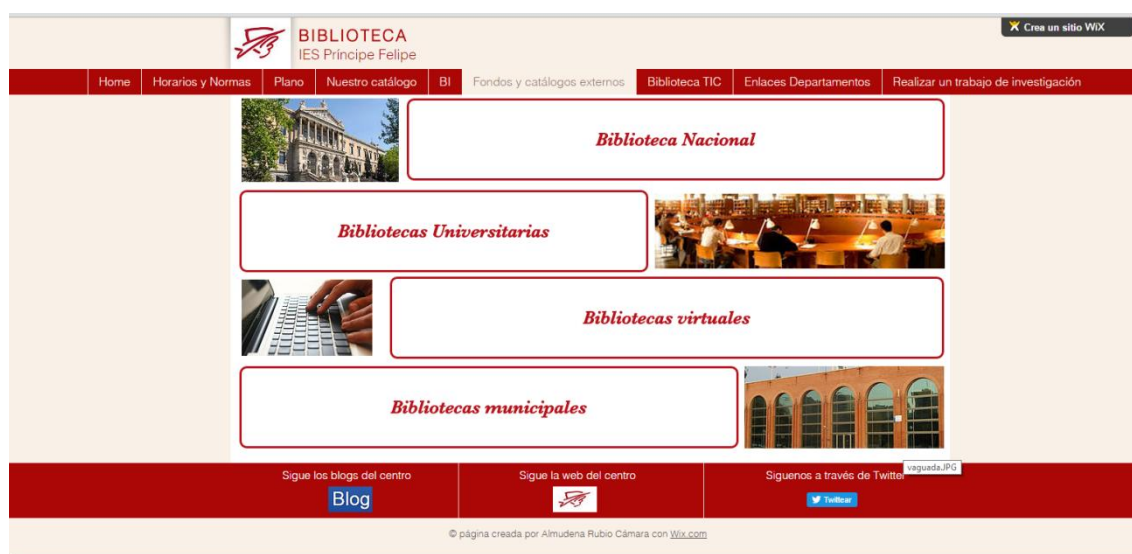 Crea un sitio WiX
BIBLIOTECA
IES Príncipe Felipe
Home Horarios y Normas Plano Nuestro catálogo BI Fondos y catálogos externos Biblioteca TIC Enlaces Departamentos Realizar un trabajo de investigación
Biblioteca Nacional
Bibliotecas Universitarias
Bibliotecas virtuales
Bibliotecas municipales
Sigue los blogs del centro Sigue la web del centro Siguenos a través de Twitter
vaguada.JPG
Blog Twittear
© página creada por Almudena Rubio Cámara con Wix.com